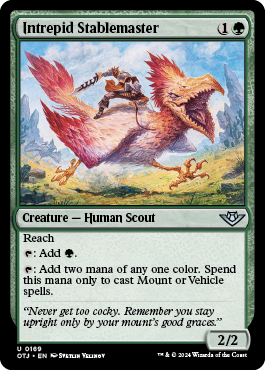 Intrepid Stablemaster 1
Creature — Human Scout
Reach
: Add .
: Add two mana of any one color. Spend
this mana only to cast Mount or Vehicle
spells.
“Never get too cocky. Remember you stay
upright only by your mount’s good graces.”
2/2
U 0169
OTJ • EN Svetlin Velinov
™ & © 2024 Wizards of the Coast